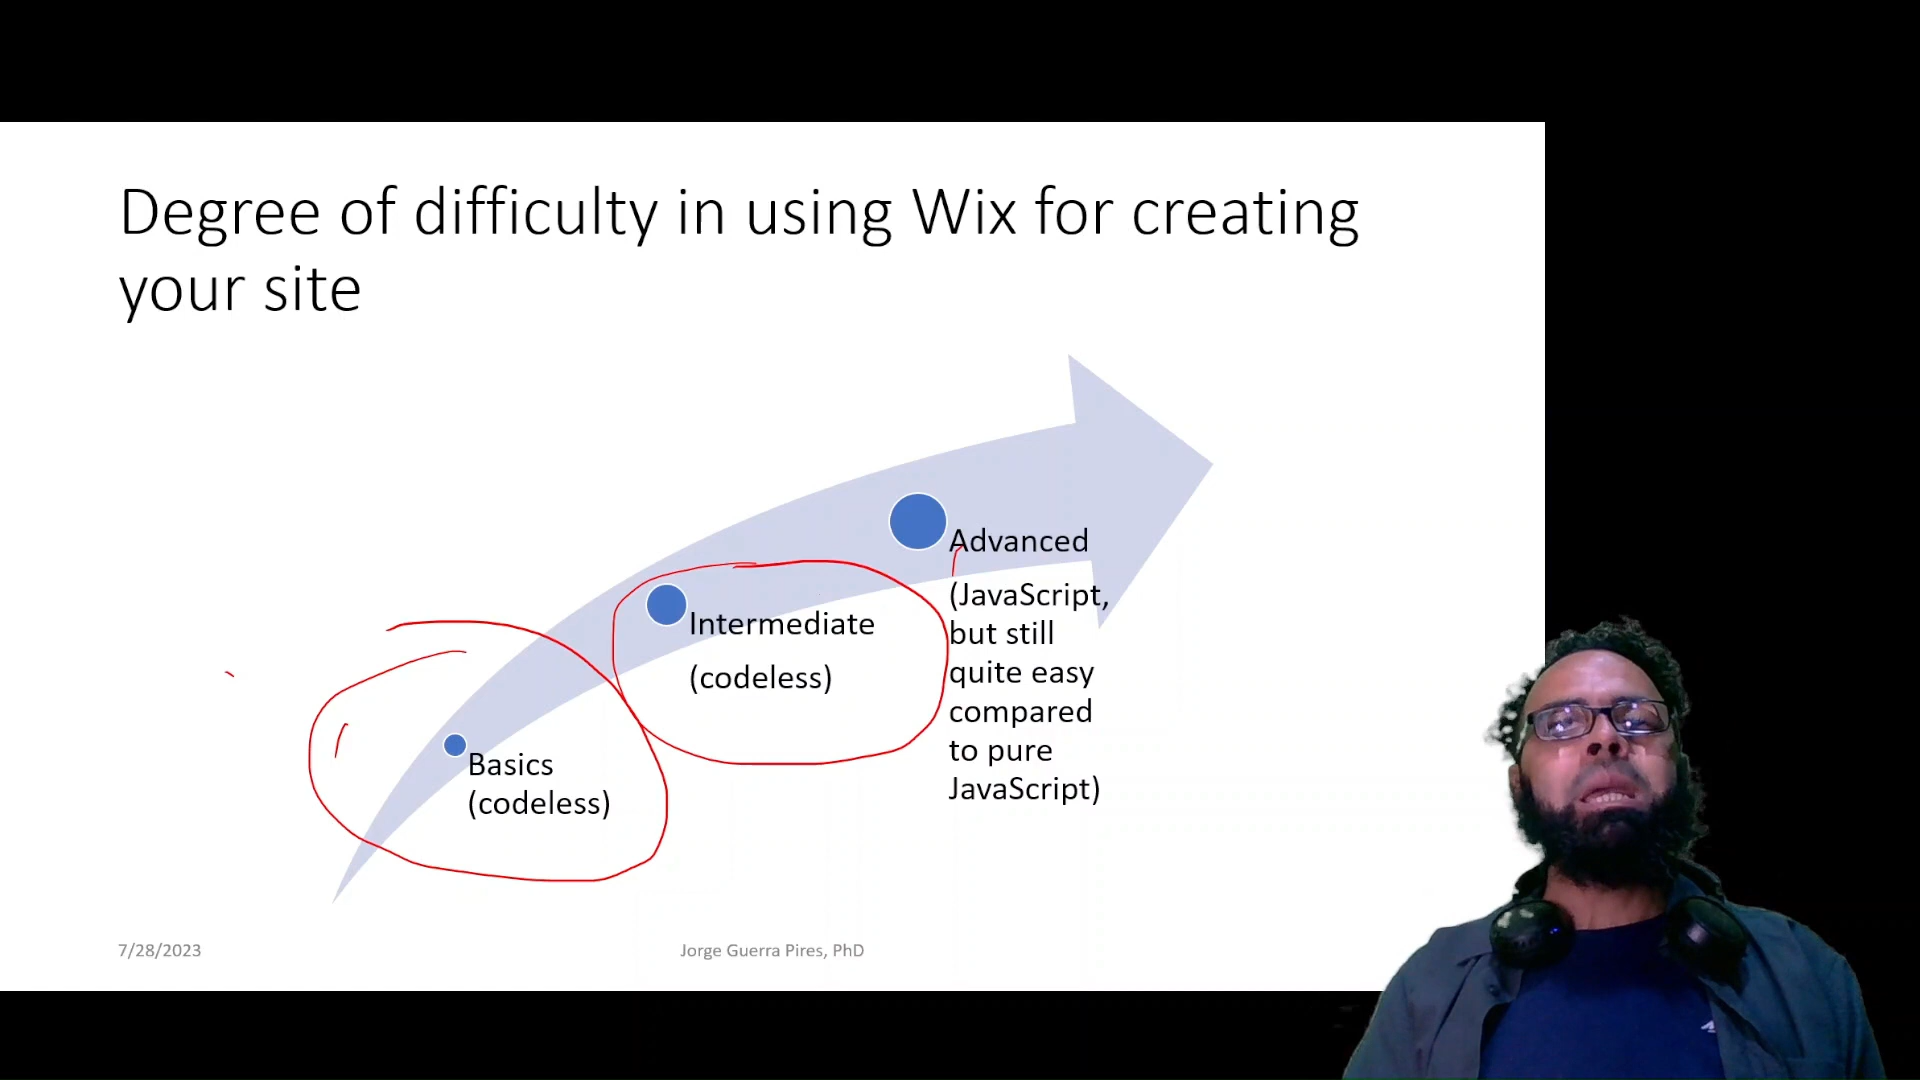 Degree of difficulty in using Wix for creating
your site
Basics
(codeless)
Intermediate
(codeless)
Advanced
(JavaScript,
but still
quite easy
compared
to pure
JavaScript)
7/28/2023
Jorge Guerra Pires, PhD